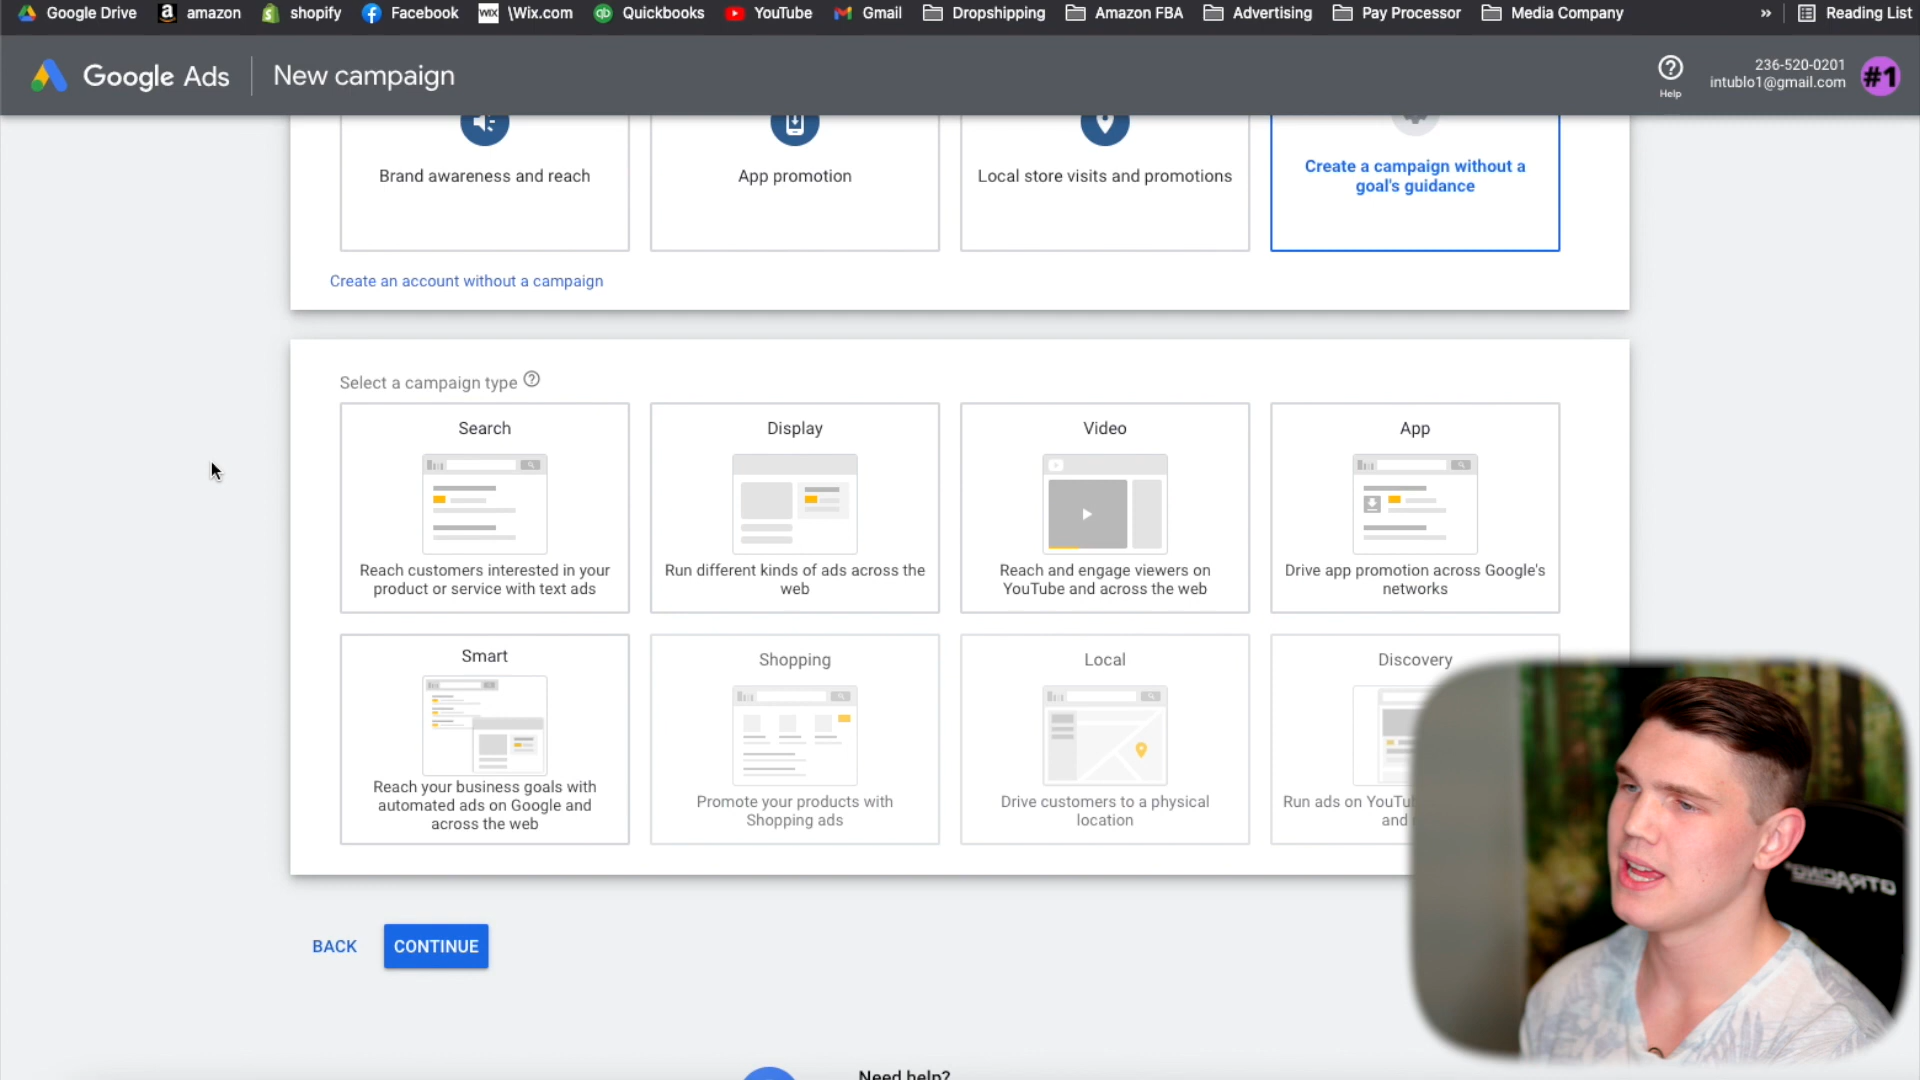 Google Drive amazon shopify Facebook WIX \Wix.com qb Quickbooks YouTube Gmail Dropshipping Amazon FBA Advertising Pay Processor Media Company » Reading List
Google Ads New campaign
Help
236-520-0201
intublo1@gmail.com
#1
Brand awareness and reach
App promotion
Local store visits and promotions
Create a campaign without a
goal's guidance
Create an account without a campaign
Select a campaign type ?
Search
Reach customers interested in your
product or service with text ads
Display
Run different kinds of ads across the
web
Video
Reach and engage viewers on
YouTube and across the web
App
Drive app promotion across Google's
networks
Smart
Reach your business goals with
automated ads on Google and
across the web
Shopping
Promote your products with
Shopping ads
Local
Drive customers to a physical
location
Discovery
Run ads on
and
GTRACING
BACK CONTINUE
Need help?